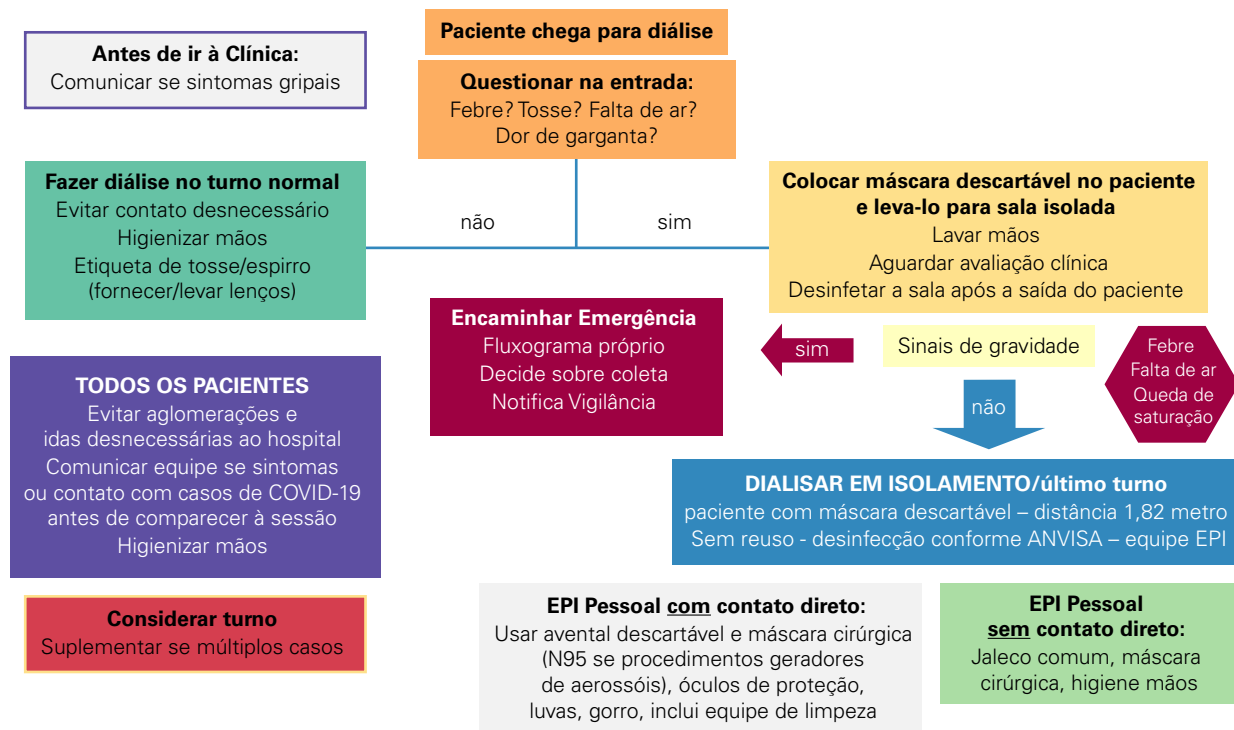 Paciente chega para diálise
Antes de ir à Clínica:
Comunicar se sintomas gripais
Questionar na entrada:
Febre? Tosse? Falta de ar?
Dor de garganta?
não
sim
Fazer diálise no turno normal
Evitar contato desnecessário
Higienizar mãos
Etiqueta de tosse/espirro
(fornecer/levar lenços)
Colocar máscara descartável no paciente
e leva-lo para sala isolada
Lavar mãos
Aguardar avaliação clínica
Desinfetar a sala após a saída do paciente
Encaminhar Emergência
Fluxograma próprio
Decide sobre coleta
Notifica Vigilância
sim
Sinais de gravidade
Febre
Falta de ar
Queda de
saturação
não
TODOS OS PACIENTES
Evitar aglomerações e
idas desnecessárias ao hospital
Comunicar equipe se sintomas
ou contato com casos de COVID-19
antes de comparecer à sessão
Higienizar mãos
DIALISAR EM ISOLAMENTO/último turno
paciente com máscara descartável – distância 1,82 metro
Sem reuso - desinfecção conforme ANVISA – equipe EPI
Considerar turno
Suplementar se múltiplos casos
EPI Pessoal com contato direto:
Usar avental descartável e máscara cirúrgica
(N95 se procedimentos geradores
de aerossóis), óculos de proteção,
luvas, gorro, inclui equipe de limpeza
EPI Pessoal
sem contato direto:
Jaleco comum, máscara
cirúrgica, higiene mãos